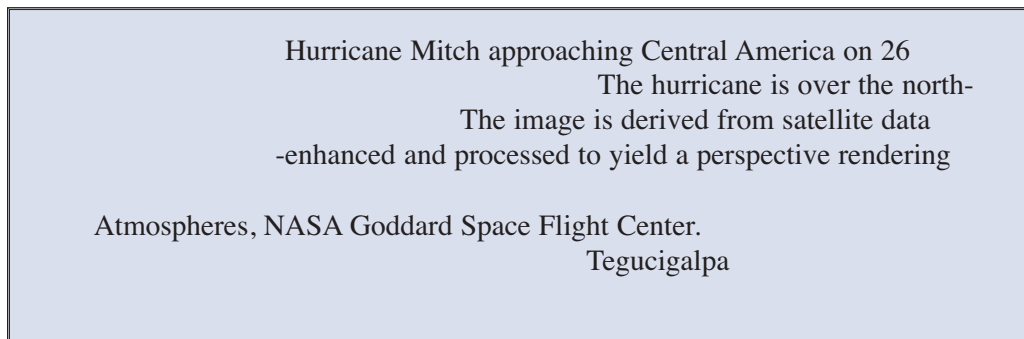 Hurricane Mitch approaching Central America on 26
The hurricane is over the north-
The image is derived from satellite data
-enhanced and processed to yield a perspective rendering
Atmospheres, NASA Goddard Space Flight Center.
Tegucigalpa